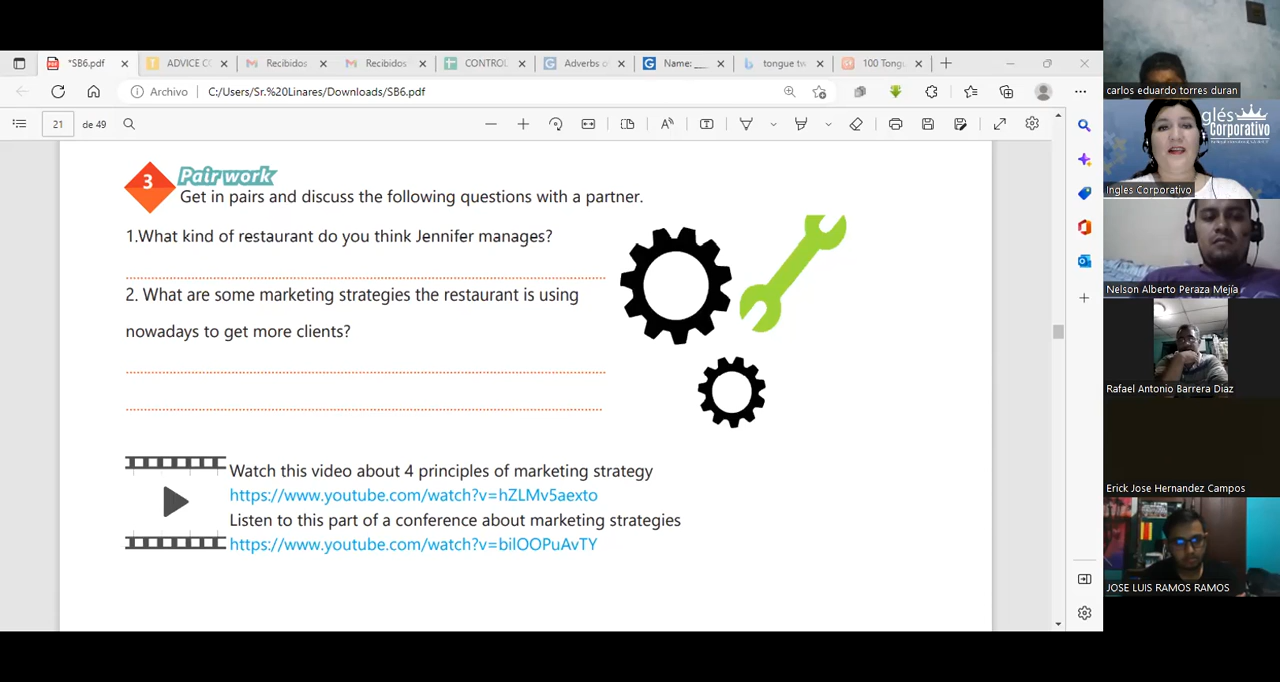 *SB6.pdf
ADVICE C
Recibidos
Recibidos
CONTROL
Adverbs o
Name: ___
tongue tw
100 Tong
Archivo
C:/Users/Sr.%20Linares/Downloads/SB6.pdf
21
de 49
3
Pair work
Get in pairs and discuss the following questions with a partner.
1.What kind of restaurant do you think Jennifer manages?
2. What are some marketing strategies the restaurant is using
nowadays to get more clients?
Watch this video about 4 principles of marketing strategy
https://www.youtube.com/watch?v=hZLMv5aexto
Listen to this part of a conference about marketing strategies
https://www.youtube.com/watch?v=bilOOPuAvTY
carlos eduardo torres duran
glés
Corporativo
Ingles Corporativo
Nelson Alberto Peraza Mejía
Rafael Antonio Barrera Diaz
Erick Jose Hernandez Campos
JOSE LUIS RAMOS RAMOS